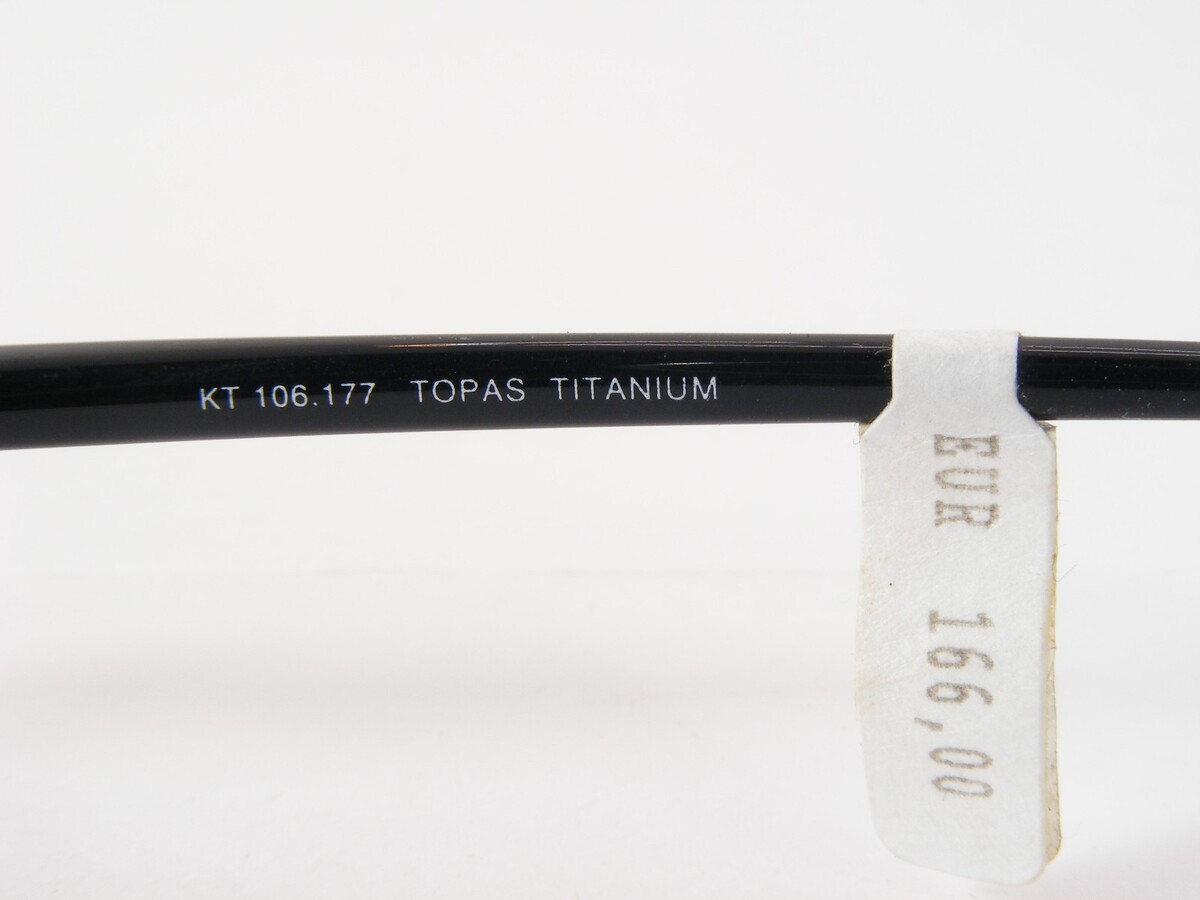 KT 106.177 TOPAS TITANIUM
EUR 166,00